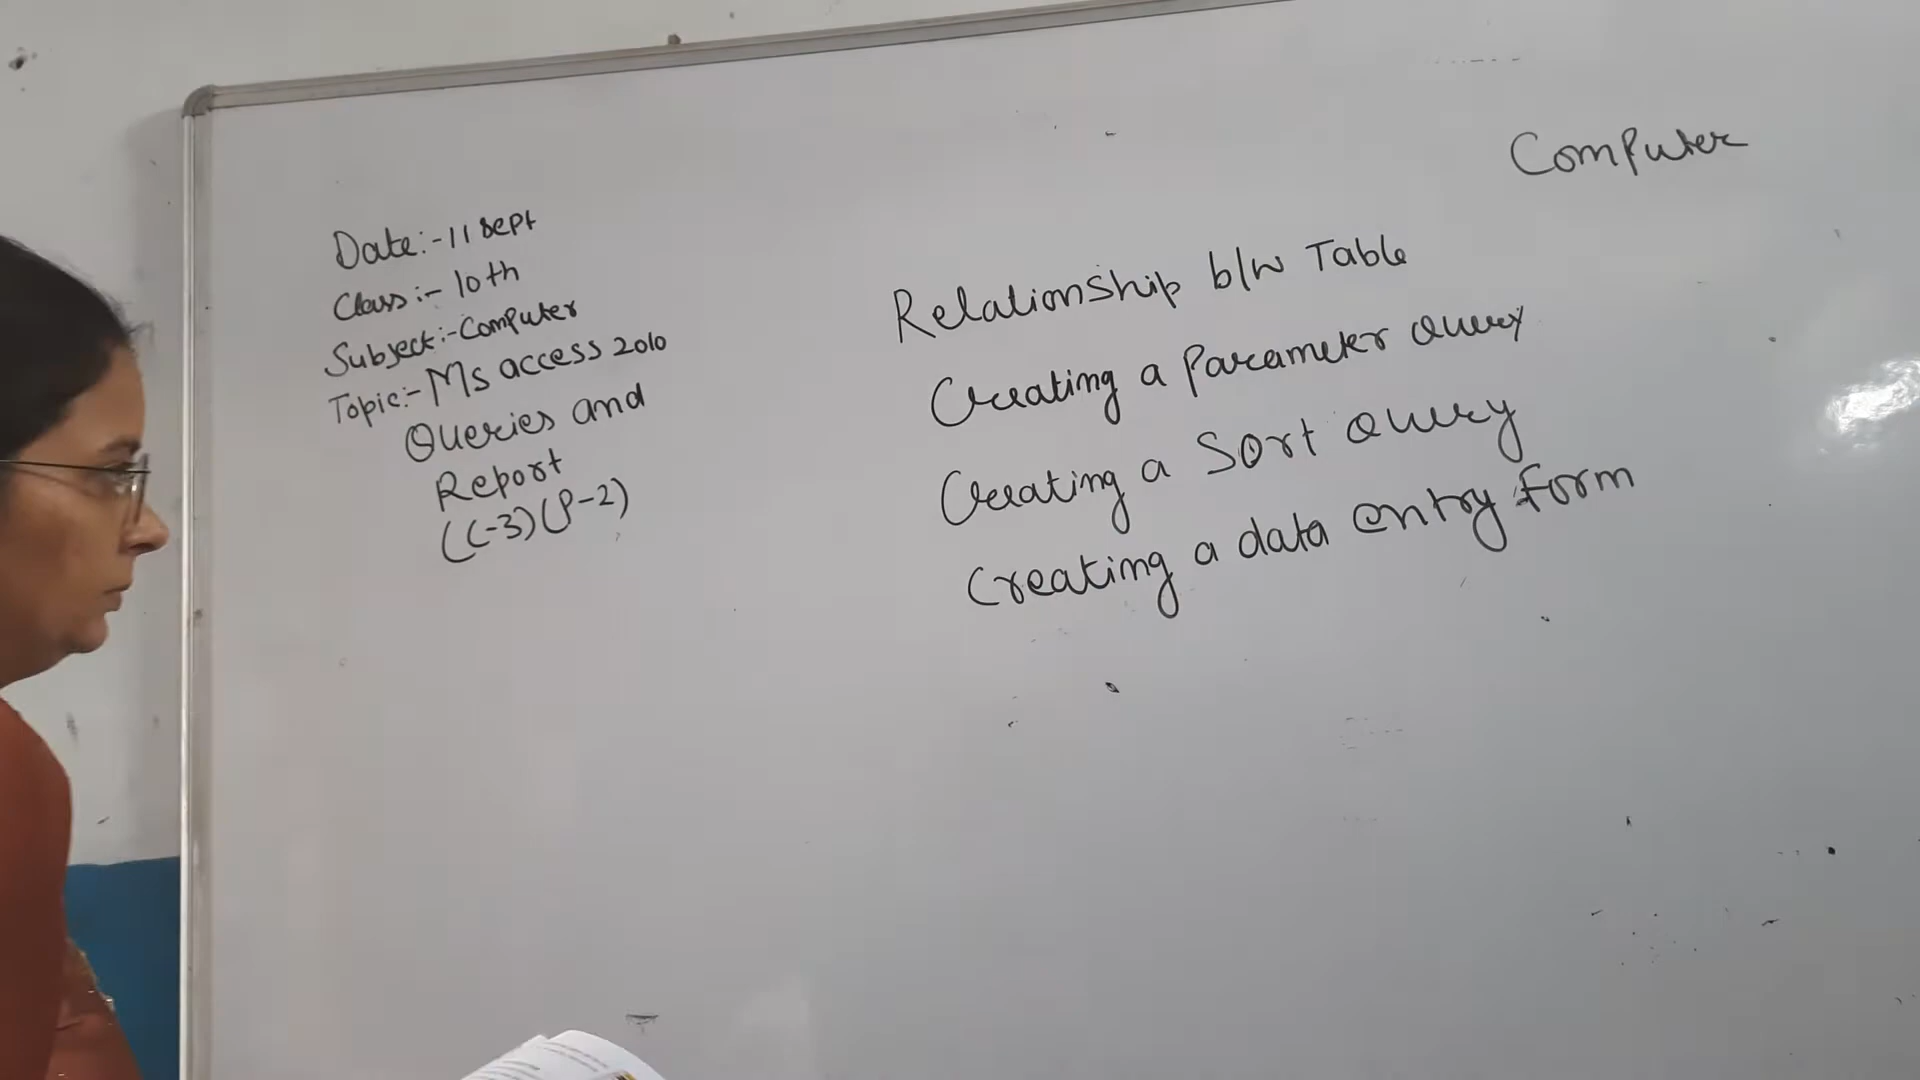 Computer
Date:-11 Sept
Class:- 10th
Subject:-Computer
Topic:- Ms access 2010
Queries and
Report
(C-3)(P-2)
Relationship b/w Table
Creating a Parameter Query
Creating a Sort Query
Creating a data entry form